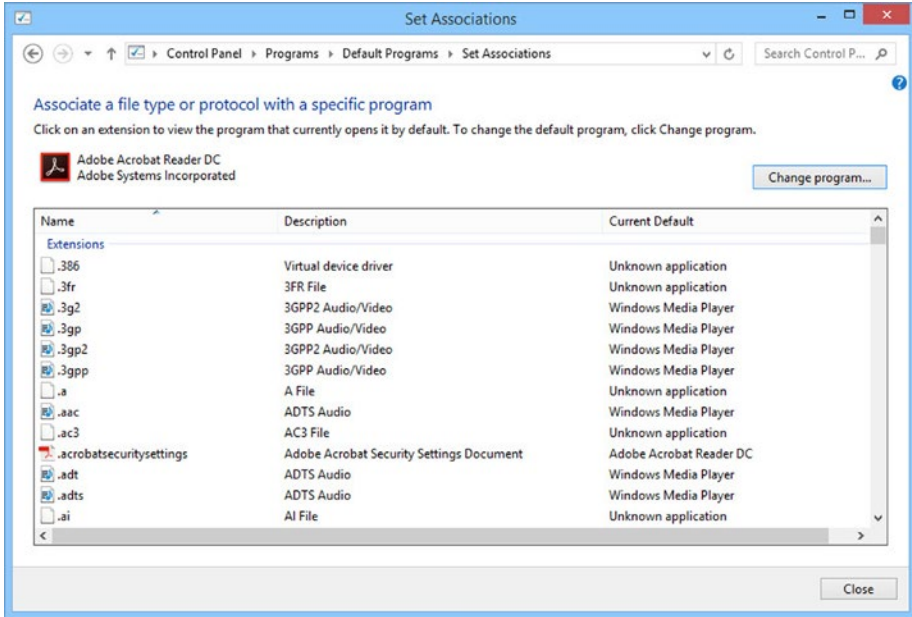 Set Associations
Control Panel Programs Default Programs Set Associations Search Control P...
Associate a file type or protocol with a specific program
Click on an extension to view the program that currently opens it by default. To change the default program, click Change program.
Adobe Acrobat Reader DC
Adobe Systems Incorporated
Change program...
Name Description Current Default
Extensions
.386 Virtual device driver Unknown application
.3fr 3FR File Unknown application
.3g2 3GPP2 Audio/Video Windows Media Player
.3gp 3GPP Audio/Video Windows Media Player
.3gp2 3GPP2 Audio/Video Windows Media Player
.3gpp 3GPP Audio/Video Windows Media Player
.a A File Unknown application
.aac ADTS Audio Windows Media Player
.ac3 AC3 File Unknown application
.acrobatsecuritysettings Adobe Acrobat Security Settings Document Adobe Acrobat Reader DC
.adt ADTS Audio Windows Media Player
.adts ADTS Audio Windows Media Player
.ai AI File Unknown application
Close